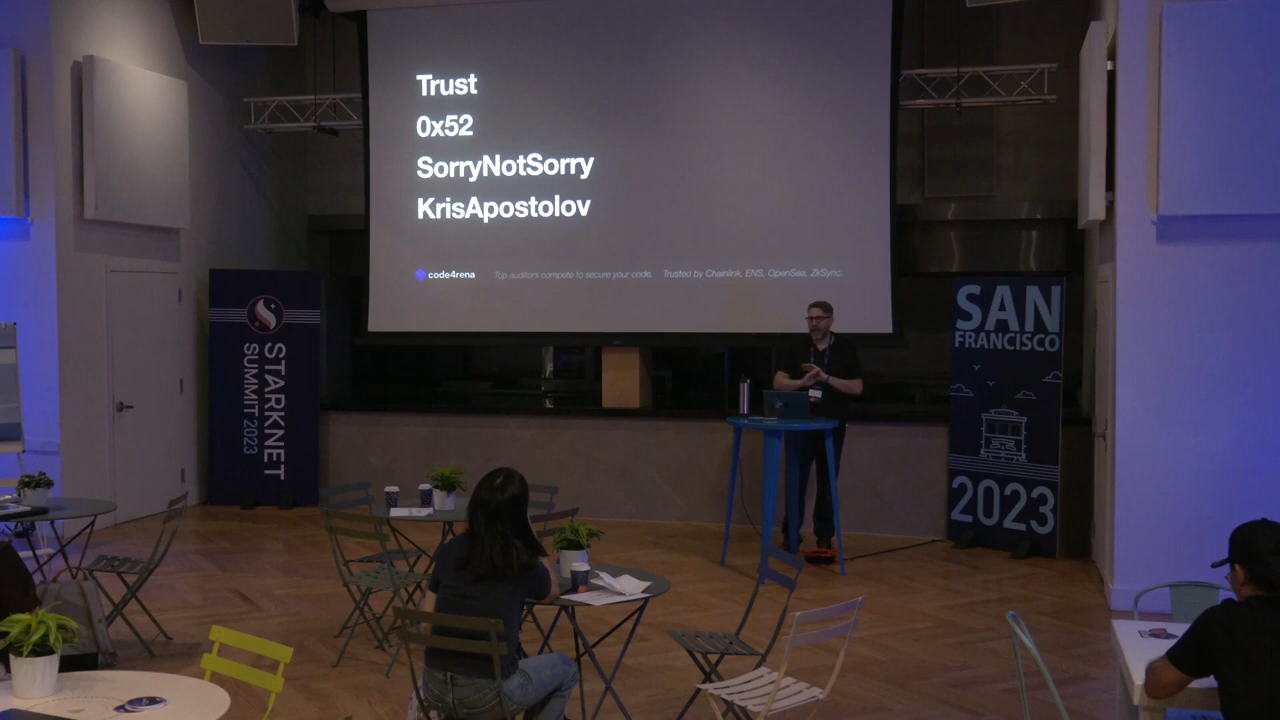 Trust
0x52
SorryNotSorry
KrisApostolov
code4rena
Top auditors compete to secure your code. Trusted by Chainlink, ENS, OpenSea, ZkSync.
STARKNET
SUMMIT 2023
SAN
FRANCISCO
2023